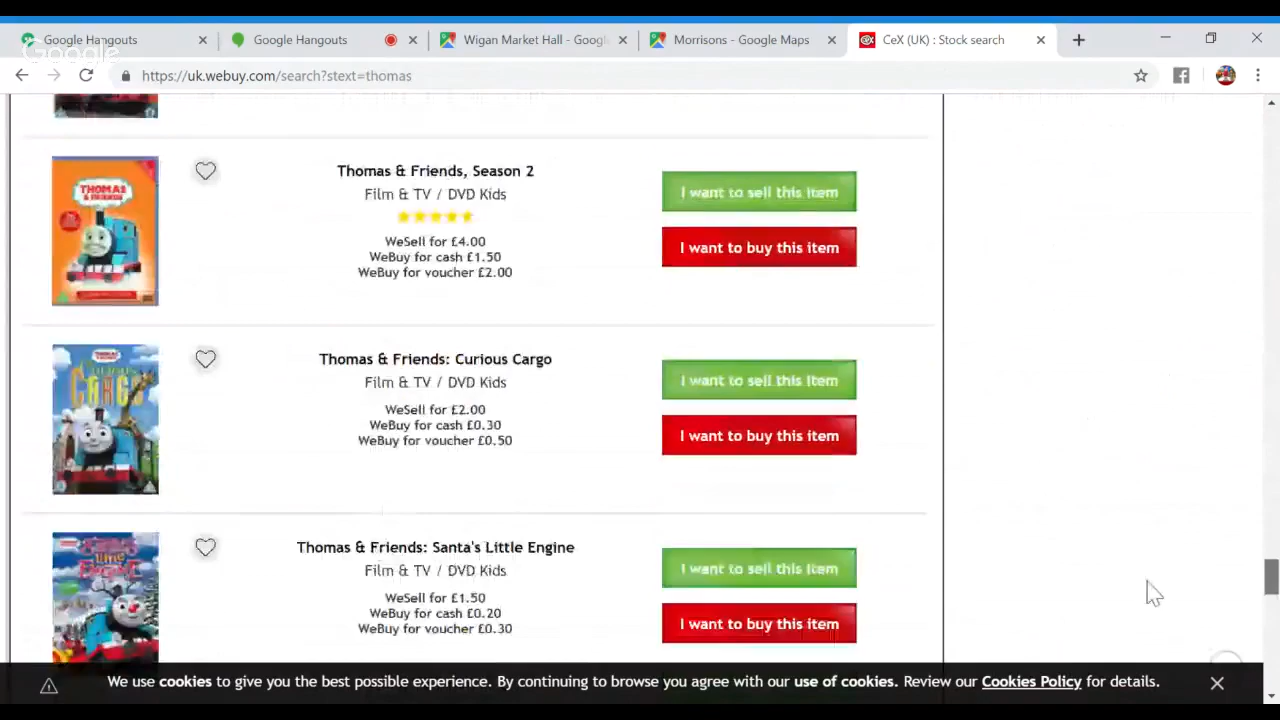 Google Hangouts
Google Hangouts
Wigan Market Hall - Googl
Morrisons - Google Maps
CeX (UK) : Stock search
Google
https://uk.webuy.com/search?stext=thomas
THOMAS
& FRIENDS
Thomas & Friends, Season 2
Film & TV / DVD Kids
WeSell for £4.00
WeBuy for cash £1.50
WeBuy for voucher £2.00
I want to sell this item
I want to buy this item
CARGO
Thomas & Friends: Curious Cargo
Film & TV / DVD Kids
WeSell for £2.00
WeBuy for cash £0.30
WeBuy for voucher £0.50
I want to sell this item
I want to buy this item
Little
ENGINE
Thomas & Friends: Santa's Little Engine
Film & TV / DVD Kids
WeSell for £1.50
WeBuy for cash £0.20
WeBuy for voucher £0.30
I want to sell this item
I want to buy this item
We use cookies to give you the best possible experience. By continuing to browse you agree with our use of cookies. Review our Cookies Policy for details.